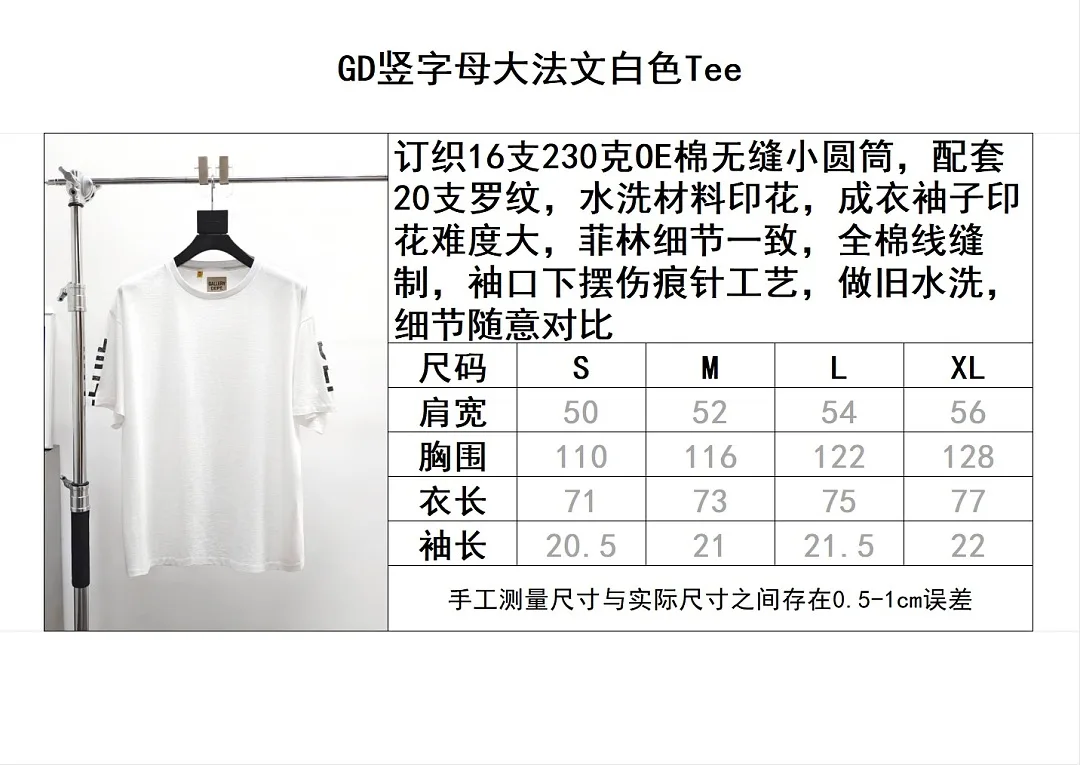 GD竖字母大法文白色Tee
订织16支230克OE棉无缝小圆筒，配套
20支罗纹，水洗材料印花，成衣袖子印
花难度大，菲林细节一致，全棉线缝
制，袖口下摆伤痕针工艺，做旧水洗，
细节随意对比
GALLERY
DEPT.
尺码 S M L XL
肩宽 50 52 54 56
胸围 110 116 122 128
衣长 71 73 75 77
袖长 20.5 21 21.5 22
手工测量尺寸与实际尺寸之间存在0.5-1cm误差